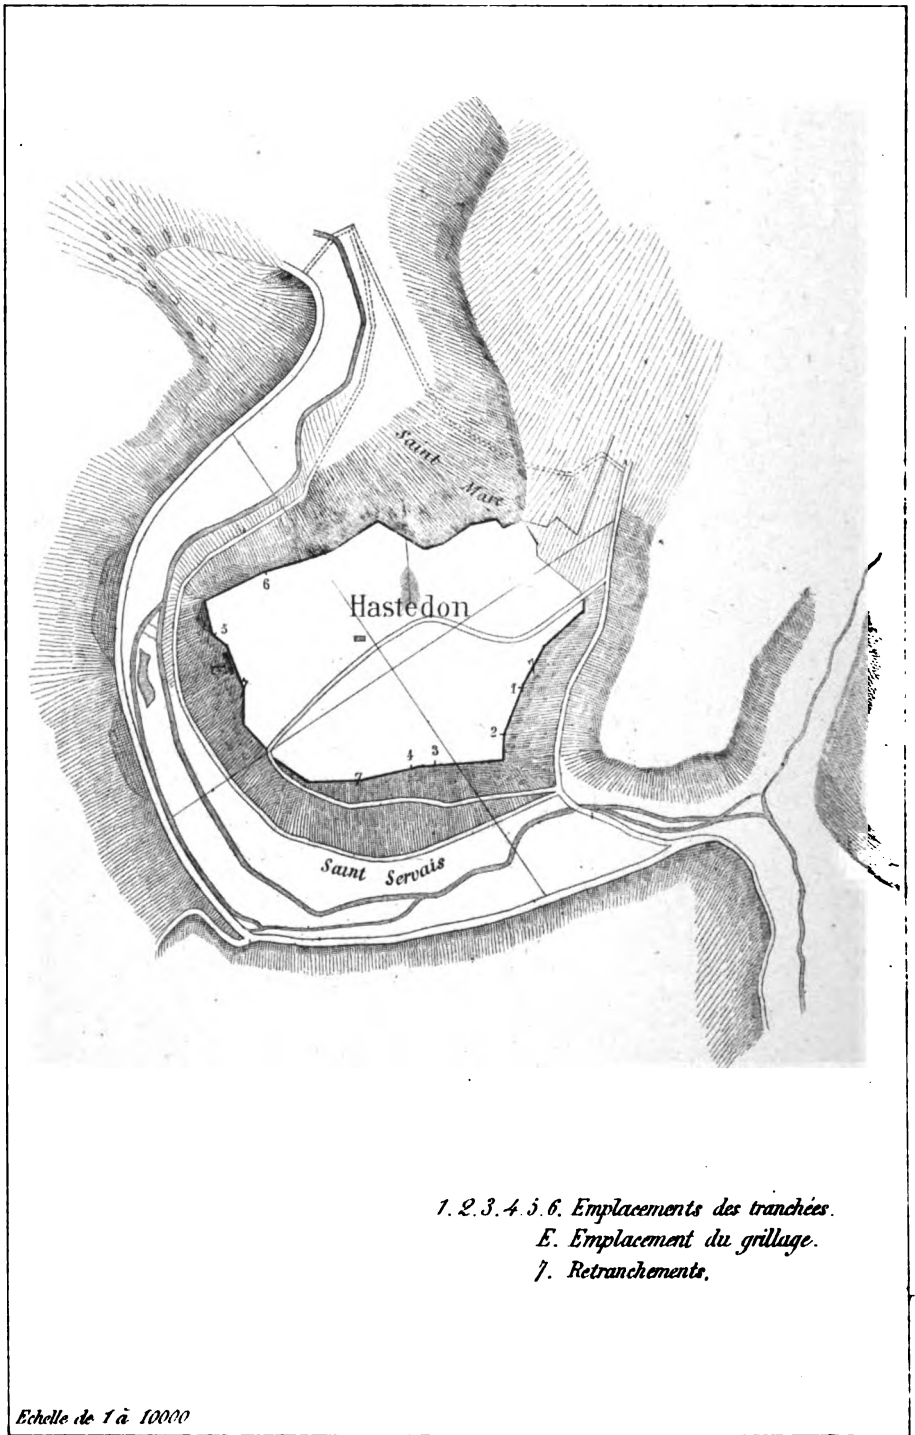 Saint
Marc
6
Hastedon
5
E
7
7
1
2
4 3
7
Saint Servais
1. 2. 3. 4. 5. 6. Emplacements des tranchées.
E. Emplacement du grillage.
7. Retranchements.
Echelle de 1 à 10000